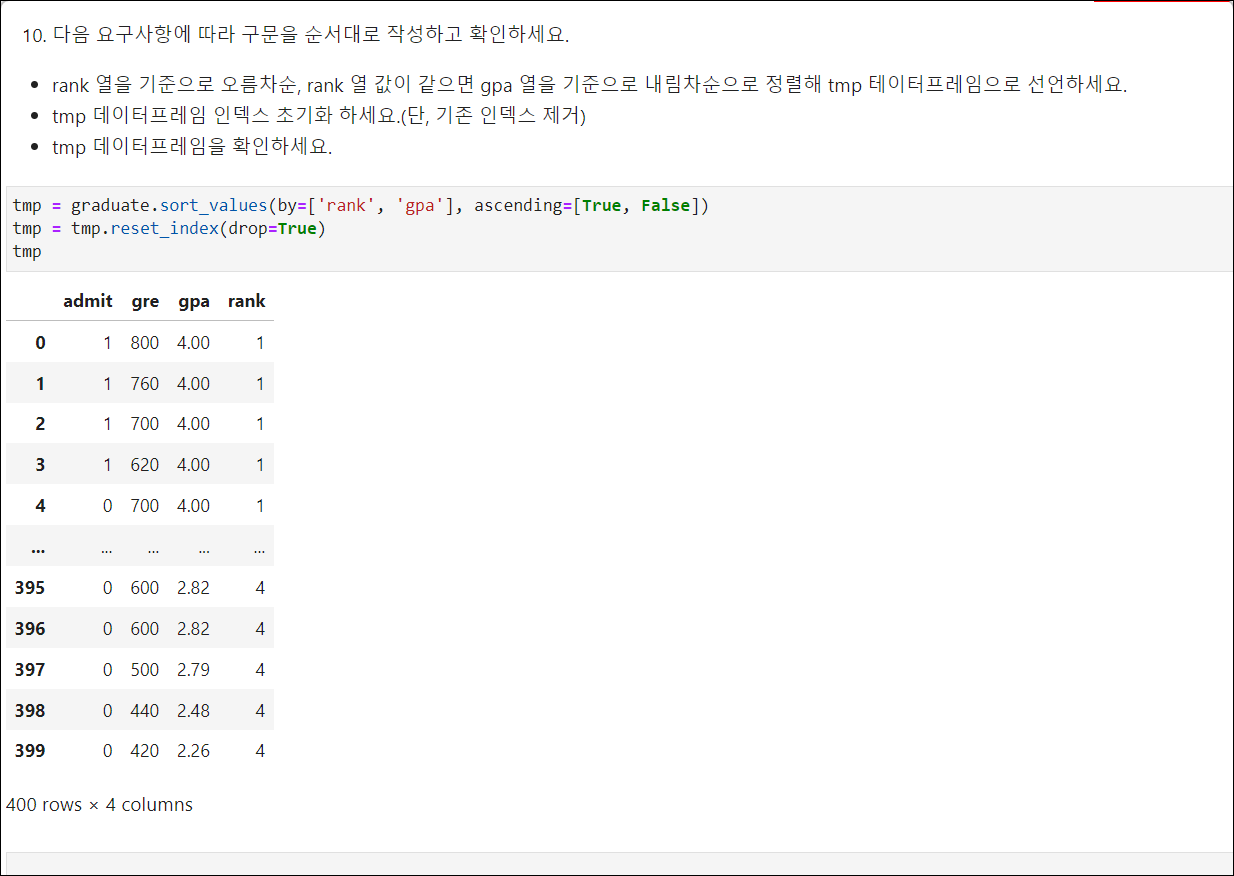 10. 다음 요구사항에 따라 구문을 순서대로 작성하고 확인하세요.
• rank 열을 기준으로 오름차순, rank 열 값이 같으면 gpa 열을 기준으로 내림차순으로 정렬해 tmp 테이터프레임으로 선언하세요.
• tmp 데이터프레임 인덱스 초기화 하세요.(단, 기존 인덱스 제거)
• tmp 데이터프레임을 확인하세요.
tmp = graduate.sort_values(by=['rank', 'gpa'], ascending=[True, False])
tmp = tmp.reset_index(drop=True)
tmp
admit gre gpa rank
0 1 800 4.00 1
1 1 760 4.00 1
2 1 700 4.00 1
3 1 620 4.00 1
4 0 700 4.00 1
... ... ... ... ...
395 0 600 2.82 4
396 0 600 2.82 4
397 0 500 2.79 4
398 0 440 2.48 4
399 0 420 2.26 4
400 rows × 4 columns